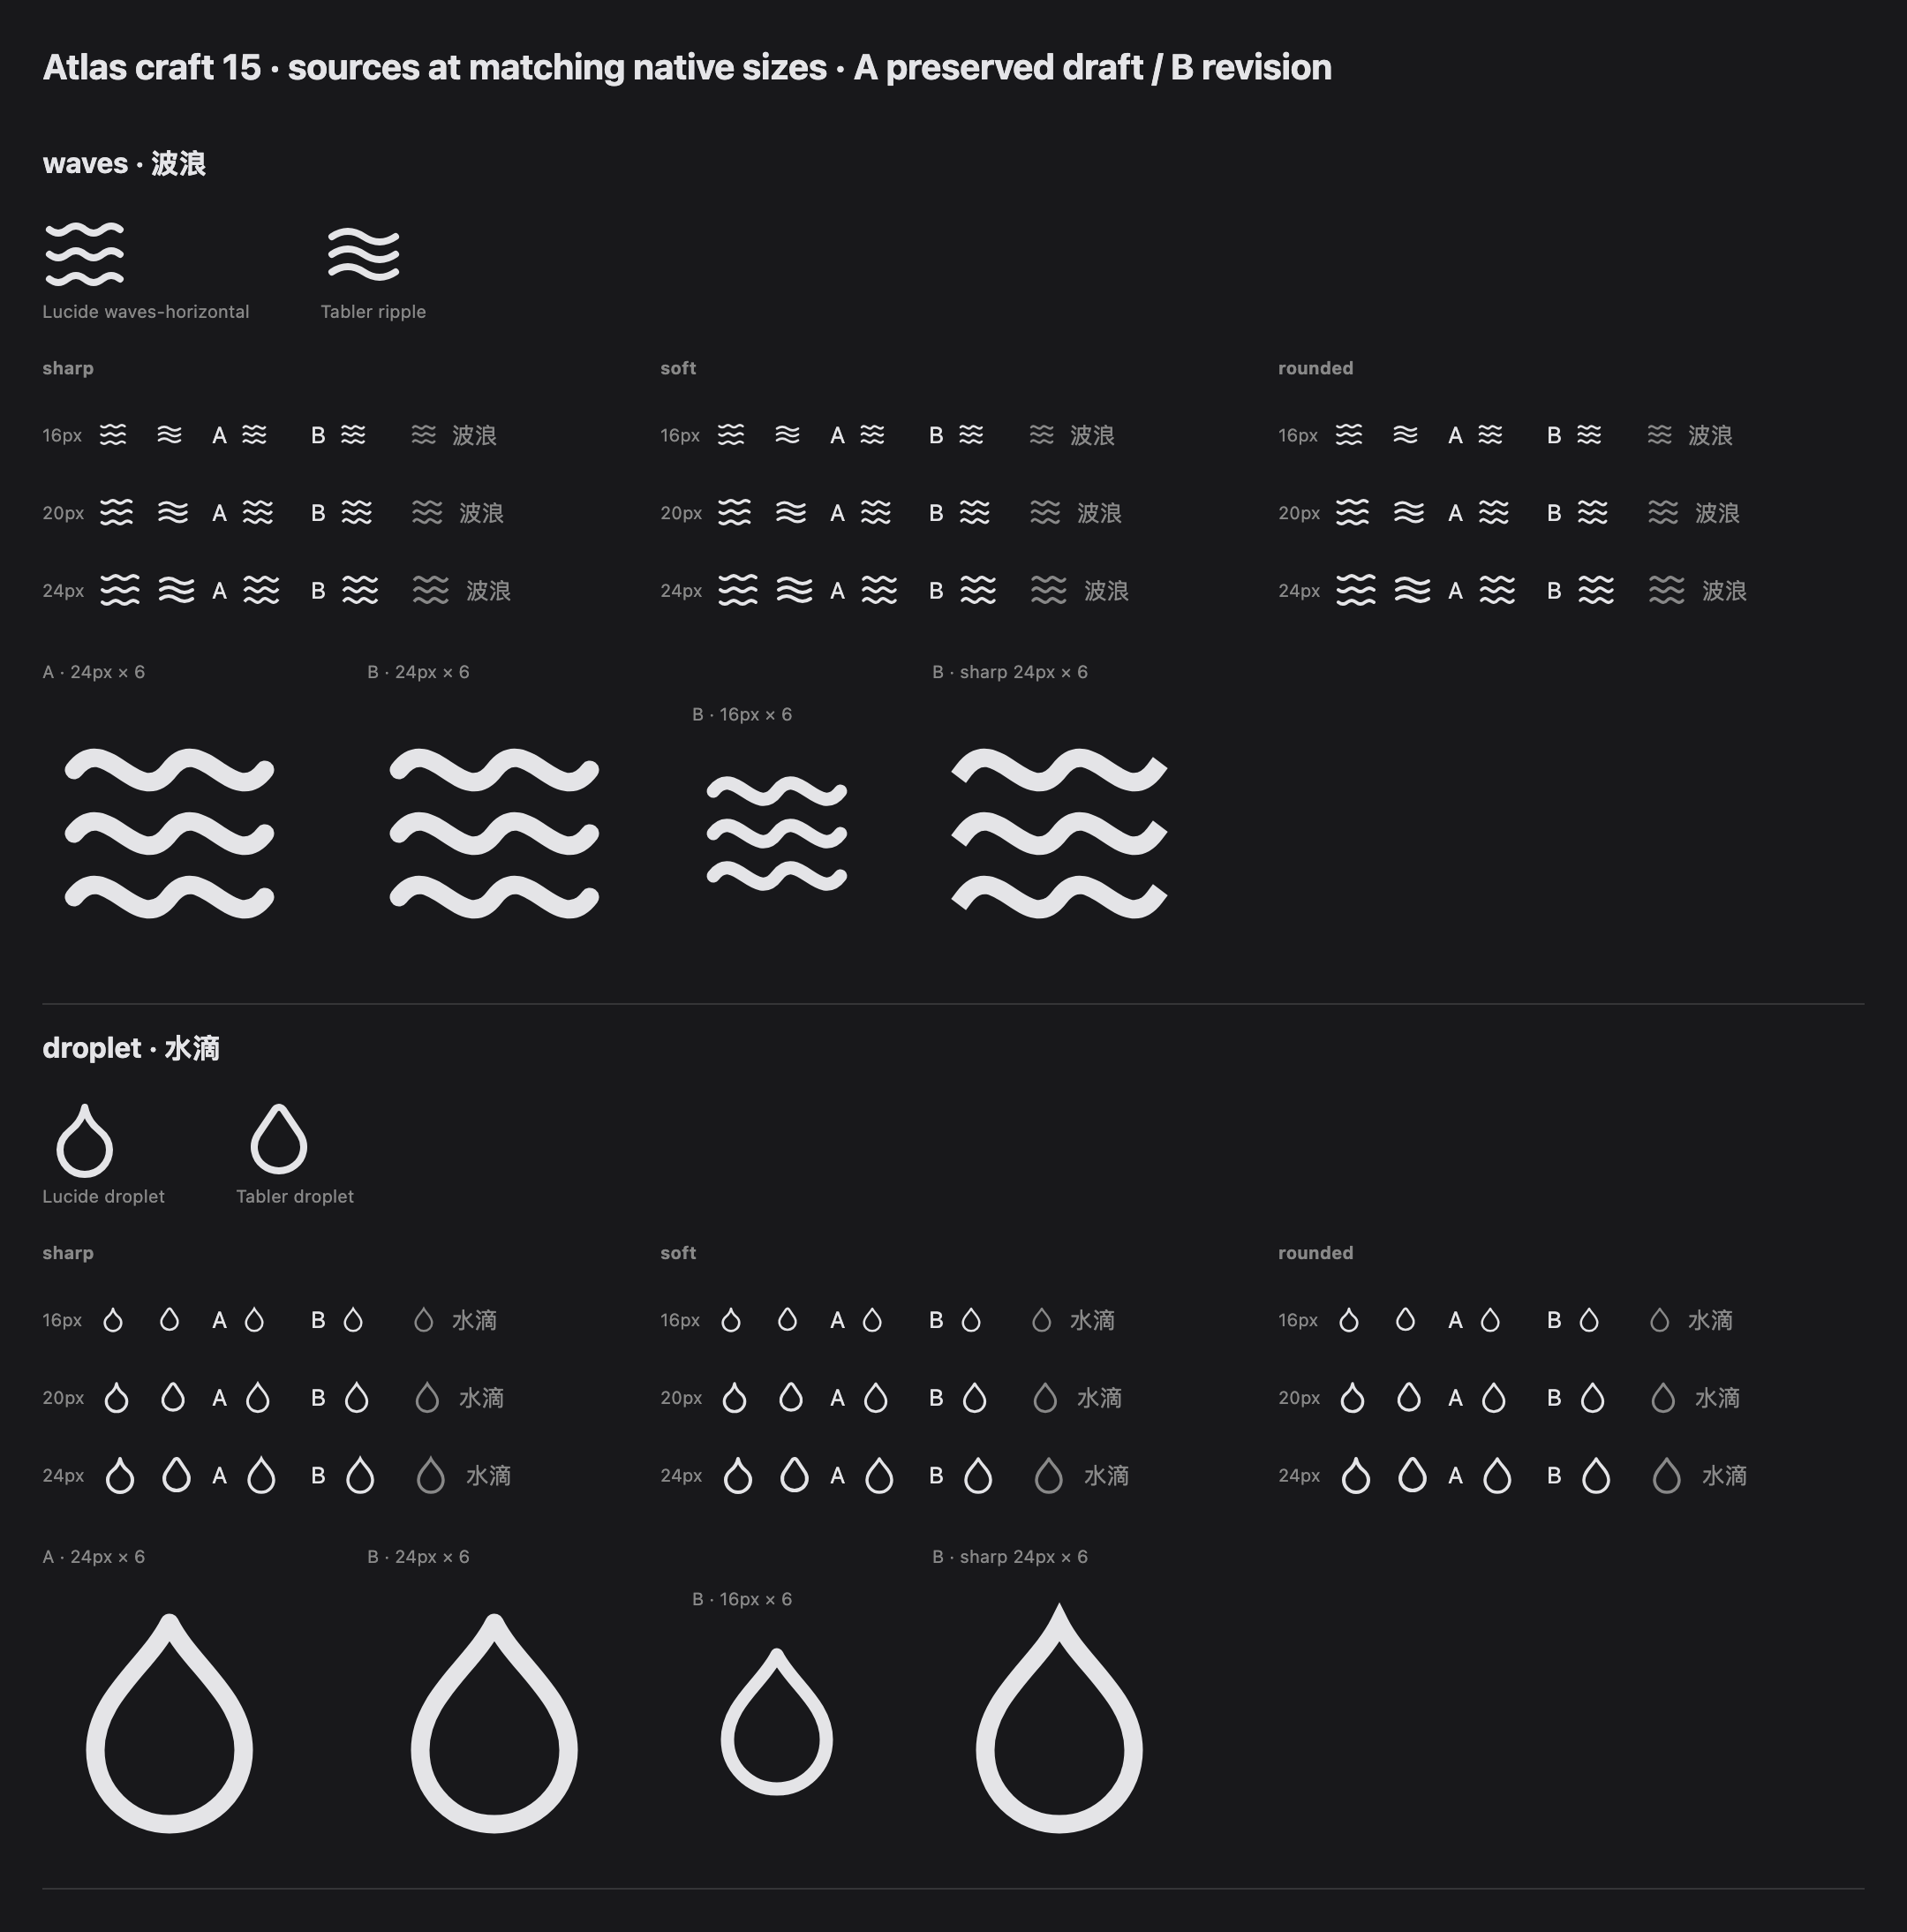 Atlas craft 15 · sources at matching native sizes · A preserved draft / B revision
waves · 波浪
Lucide waves-horizontal Tabler ripple
sharp soft rounded
16px A B 波浪 16px A B 波浪 16px A B 波浪
20px A B 波浪 20px A B 波浪 20px A B 波浪
24px A B 波浪 24px A B 波浪 24px A B 波浪
A · 24px × 6 B · 24px × 6 B · sharp 24px × 6
B · 16px × 6
droplet · 水滴
Lucide droplet Tabler droplet
sharp soft rounded
16px A B 水滴 16px A B 水滴 16px A B 水滴
20px A B 水滴 20px A B 水滴 20px A B 水滴
24px A B 水滴 24px A B 水滴 24px A B 水滴
A · 24px × 6 B · 24px × 6 B · sharp 24px × 6
B · 16px × 6